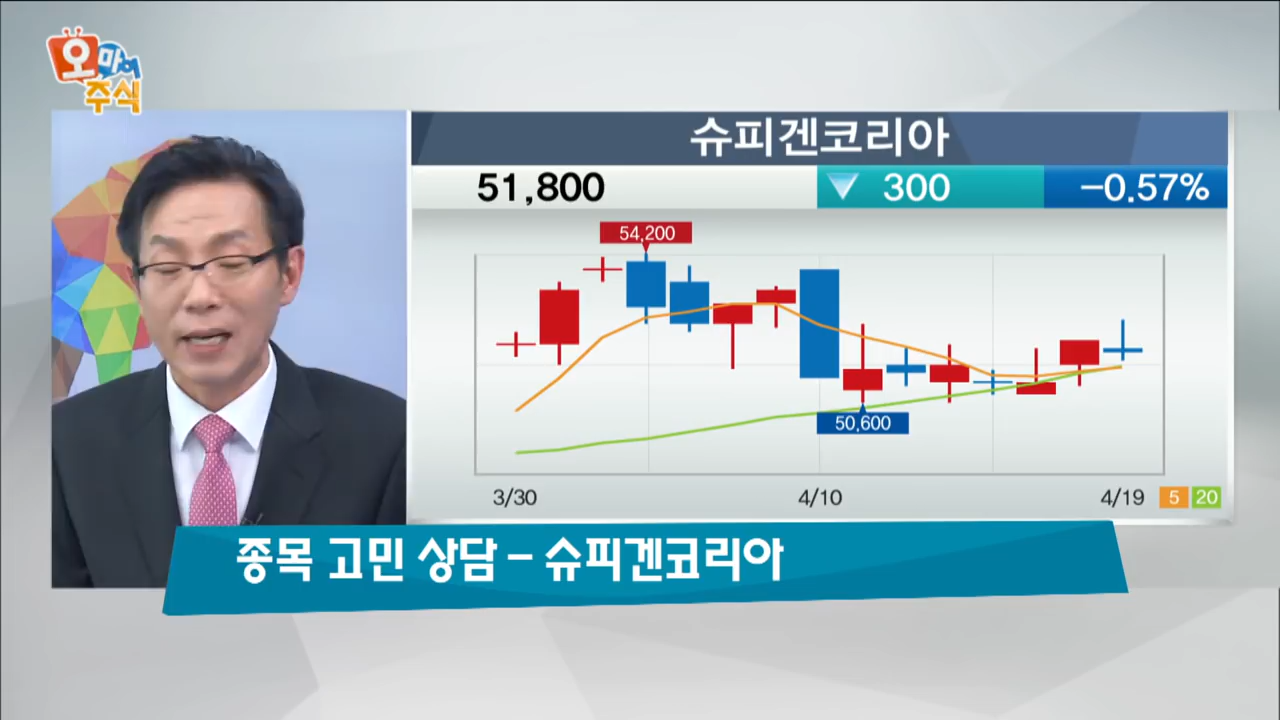 오마이
주식
슈피겐코리아
51,800 ▼ 300 -0.57%
54,200
50,600
3/30 4/10 4/19 5 20
종목 고민 상담 - 슈피겐코리아